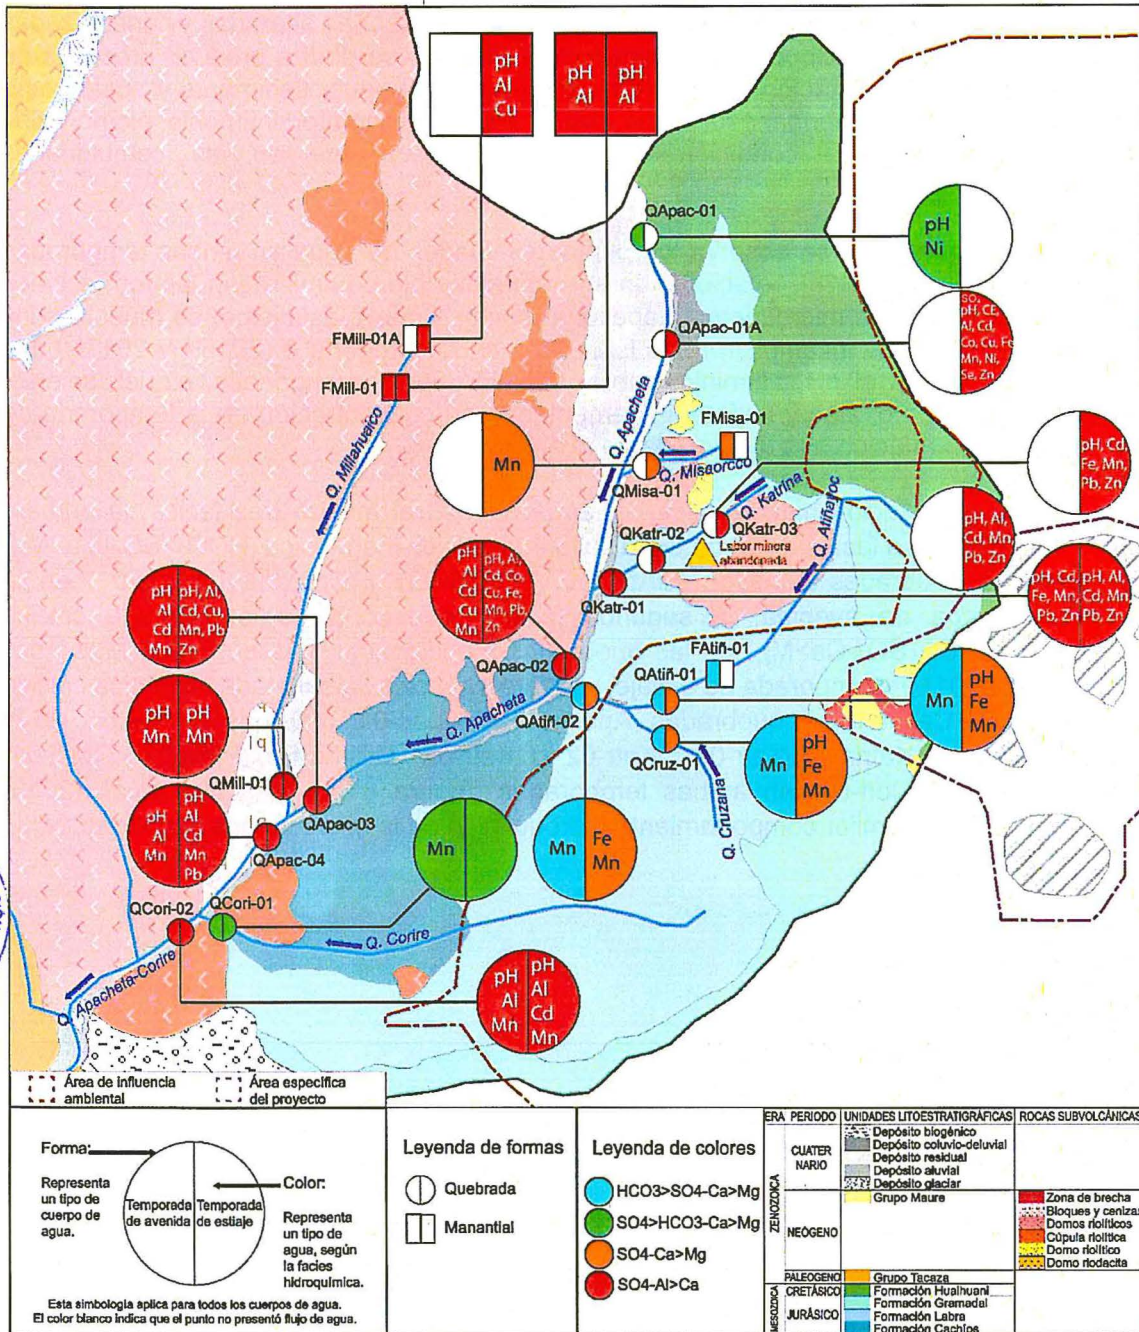 pH
Al
Cu
pH
Al
pH
Al
QApac-01
pH
Ni
QApac-01A
SO4
pH, CE,
Al, Cd,
Co, Cu, Fe
Mn, Ni,
Se, Zn
FMill-01A
FMill-01
Q. Apacheta
FMisa-01
Mn
Q. Misaorcco
QMisa-01
Q. Millahuaico
Q. Katrina
QKatr-03
QKatr-02
Labor minera
abandonada
Q. Atiñayoc
pH, Cd,
Fe, Mn,
Pb, Zn
pH, Al,
Cd, Mn,
Pb, Zn
pH
Al
Cd
Cu
Mn
pH, Al,
Cd, Co,
Cu, Fe,
Mn, Pb,
Zn
QKatr-01
pH, Cd,
Fe, Mn,
Pb, Zn
pH, Al,
Cd, Mn,
Pb, Zn
pH
Al
Cd
Mn
pH, Al,
Cd, Cu,
Mn, Pb
Zn
QApac-02
FAtiñ-01
QAtiñ-01
QAtiñ-02
Mn
pH
Fe
Mn
pH
Mn
pH
Mn
Q. Apacheta
QCruz-01
Mn
pH
Fe
Mn
QMill-01
QApac-03
Q. Cruzana
pH
Al
Mn
pH
Al
Cd
Mn
Pb
QApac-04
Mn
Mn
Fe
Mn
QCori-02
QCori-01
Q. Corire
Q. Apacheta-Corire
pH
Al
Mn
pH
Al
Cd
Mn
Área de influencia
ambiental
Área específica
del proyecto
Forma:
Representa
un tipo de
cuerpo de
agua.
Temporada
de avenida
Temporada
de estiaje
Color:
Representa
un tipo de
agua, según
la facies
hidroquímica.
Esta simbología aplica para todos los cuerpos de agua.
El color blanco indica que el punto no presentó flujo de agua.
Leyenda de formas
Quebrada
Manantial
Leyenda de colores
HCO3>SO4-Ca>Mg
SO4>HCO3-Ca>Mg
SO4-Ca>Mg
SO4-Al>Ca
ERA PERIODO UNIDADES LITOESTRATIGRÁFICAS ROCAS SUBVOLCÁNICAS
ZENOZOICA
CUATER
NARIO
Depósito biogénico
Depósito coluvio-deluvial
Depósito residual
Depósito aluvial
Depósito glaciar
NEÓGENO
Grupo Maure
Zona de brecha
Bloques y cenizas
Domos riolíticos
Cúpula riolítica
Domo riolítico
Domo riodacita
PALEOGENO Grupo Tacaza
MESOZOICA
CRETÁSICO Formación Hualhuani
JURÁSICO
Formación Gramadal
Formación Labra
Formación Cachíos